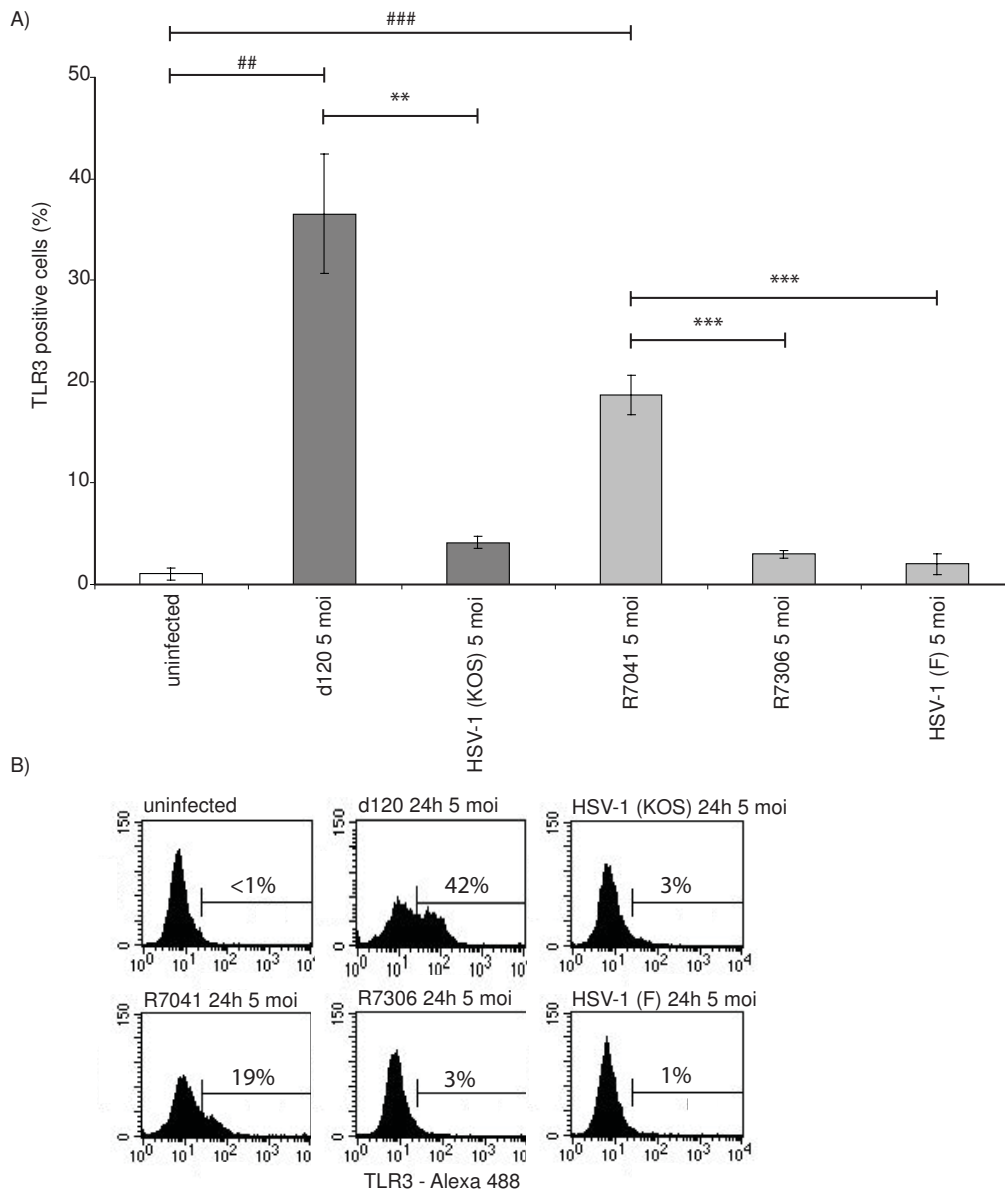 A)
###
##
**
***
***
TLR3 positive cells (%)
50
40
30
20
10
0
uninfected
d120 5 moi
HSV-1 (KOS) 5 moi
R7041 5 moi
R7306 5 moi
HSV-1 (F) 5 moi
B)
uninfected
150
0
<1%
10⁰ 10¹ 10² 10³ 10⁴
d120 24h 5 moi
150
0
42%
10⁰ 10¹ 10² 10³ 10⁴
HSV-1 (KOS) 24h 5 moi
150
0
3%
10⁰ 10¹ 10² 10³ 10⁴
R7041 24h 5 moi
150
0
19%
10⁰ 10¹ 10² 10³ 10⁴
R7306 24h 5 moi
150
0
3%
10⁰ 10¹ 10² 10³ 10⁴
HSV-1 (F) 24h 5 moi
150
0
1%
10⁰ 10¹ 10² 10³ 10⁴
TLR3 - Alexa 488